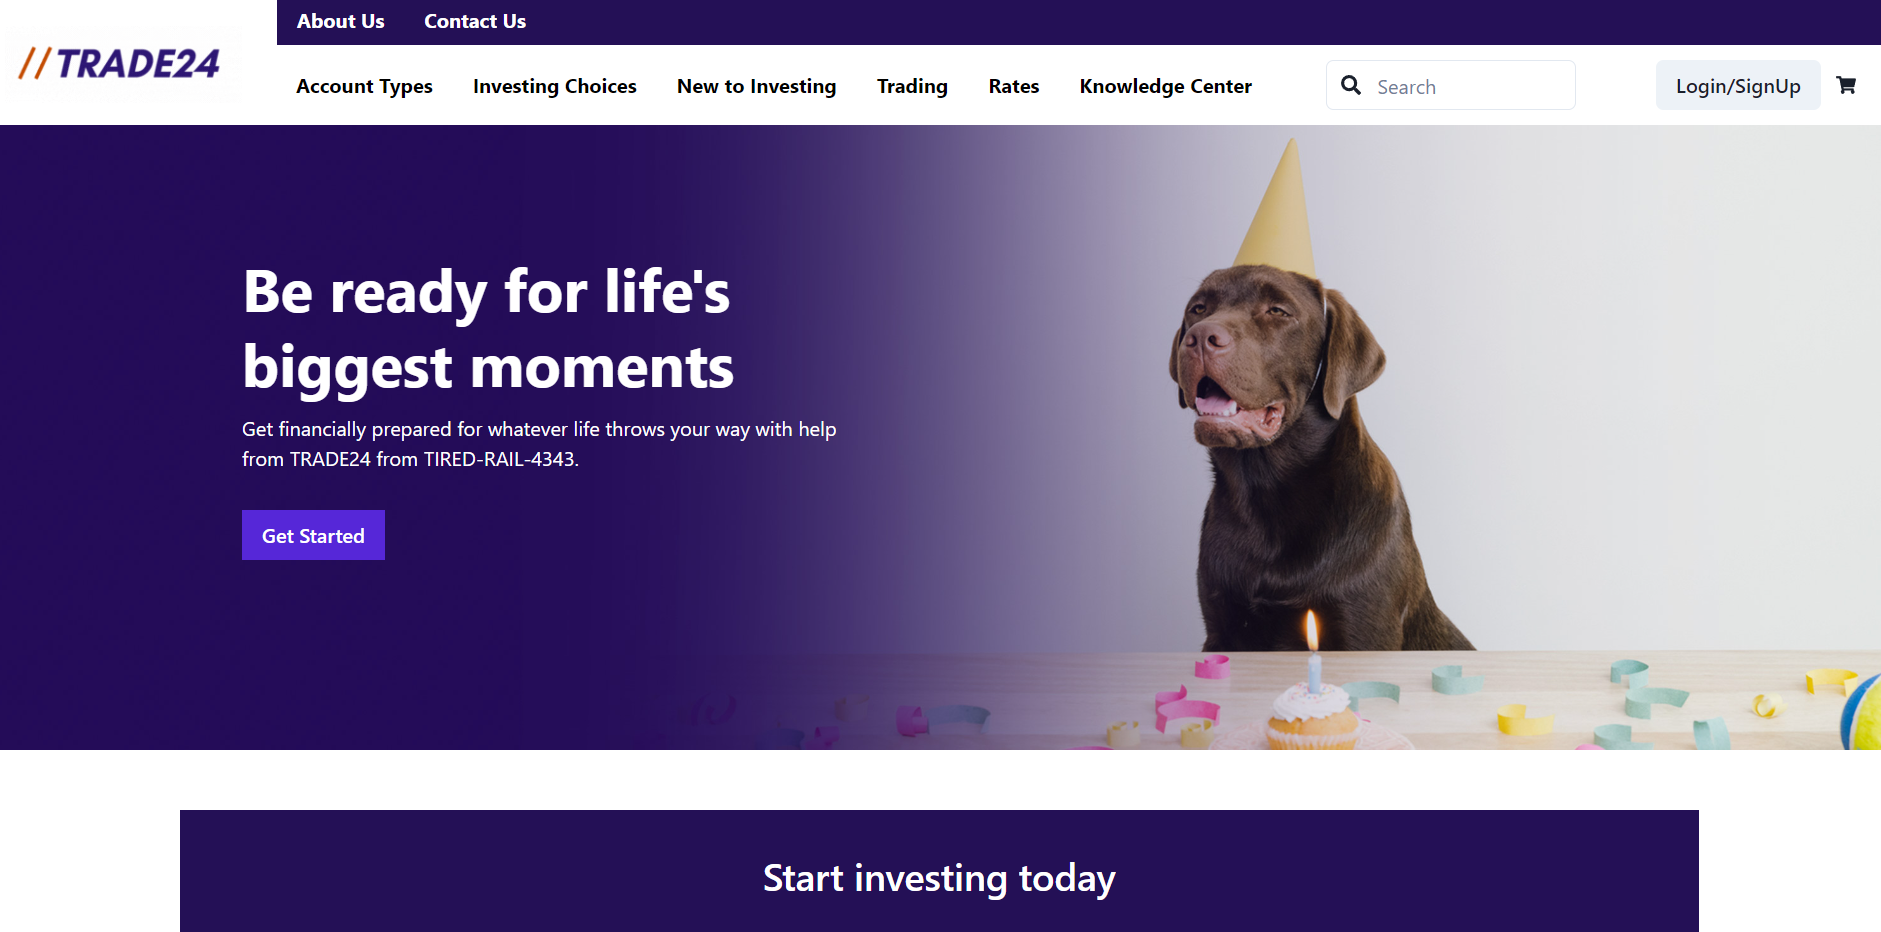 About Us Contact Us
//TRADE24
Account Types Investing Choices New to Investing Trading Rates Knowledge Center Search Login/SignUp
Be ready for life's
biggest moments
Get financially prepared for whatever life throws your way with help
from TRADE24 from TIRED-RAIL-4343.
Get Started
Start investing today